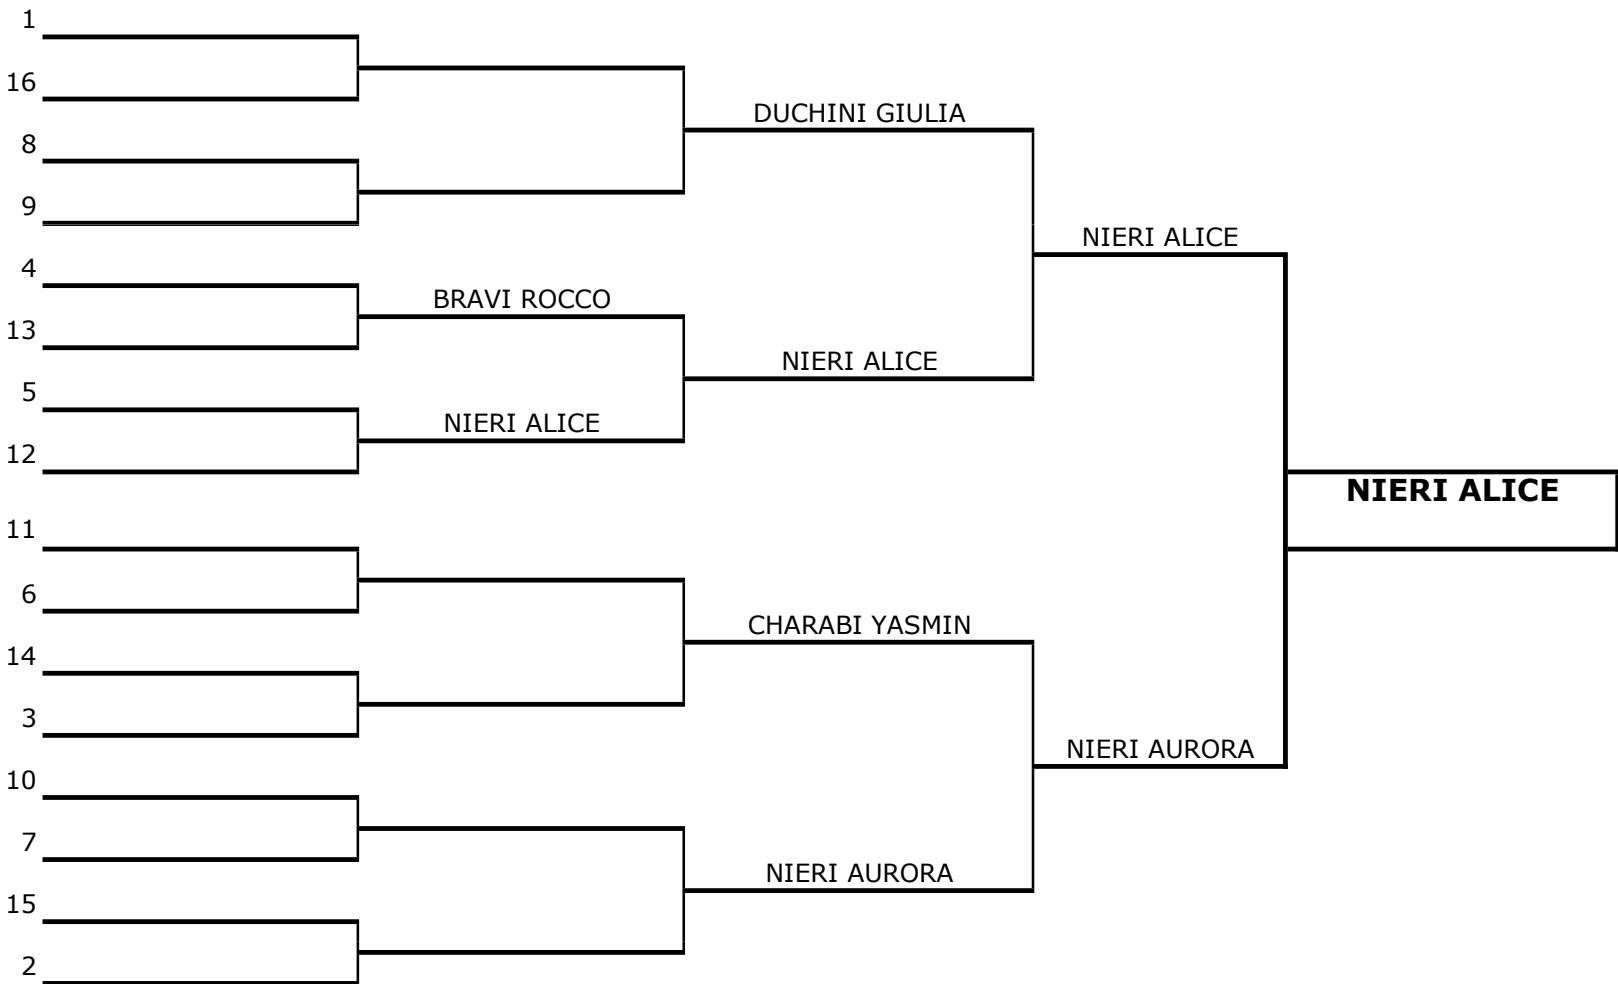 1
16
DUCHINI GIULIA
8
9
NIERI ALICE
4
BRAVI ROCCO
13
NIERI ALICE
5
NIERI ALICE
12
NIERI ALICE
11
6
CHARABI YASMIN
14
3
NIERI AURORA
10
7
NIERI AURORA
15
2